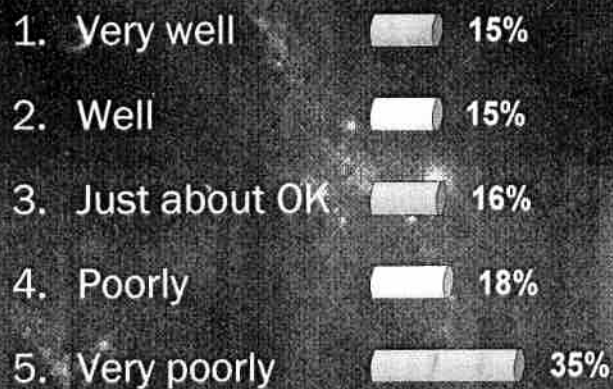 1. Very well 15%
2. Well 15%
3. Just about OK 16%
4. Poorly 18%
5. Very poorly 35%